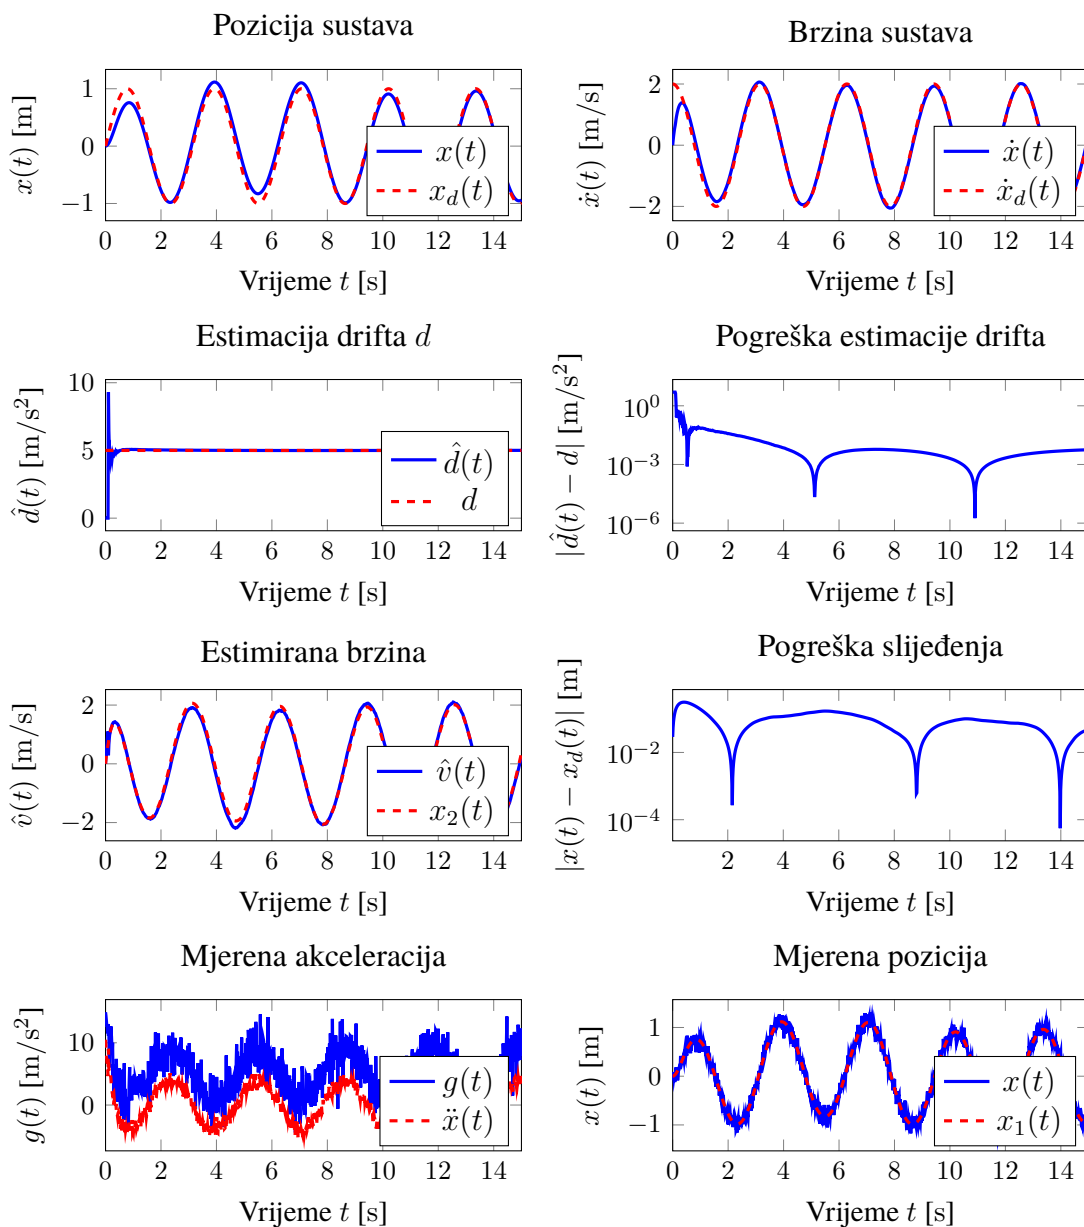 Pozicija sustava
x(t) [m]
1
0
−1
x(t)
x_d(t)
0 2 4 6 8 10 12 14
Vrijeme t [s]
Brzina sustava
ẋ(t) [m/s]
2
0
−2
ẋ(t)
ẋ_d(t)
0 2 4 6 8 10 12 14
Vrijeme t [s]
Estimacija drifta d
d̂(t) [m/s²]
10
5
0
d̂(t)
d
0 2 4 6 8 10 12 14
Vrijeme t [s]
Pogreška estimacije drifta
|d̂(t) − d| [m/s²]
10⁰
10⁻³
10⁻⁶
0 2 4 6 8 10 12 14
Vrijeme t [s]
Estimirana brzina
v̂(t) [m/s]
2
0
−2
v̂(t)
x₂(t)
0 2 4 6 8 10 12 14
Vrijeme t [s]
Pogreška slijeđenja
|x(t) − x_d(t)| [m]
10⁻²
10⁻⁴
2 4 6 8 10 12 14
Vrijeme t [s]
Mjerena akceleracija
g(t) [m/s²]
10
0
g(t)
ẍ(t)
0 2 4 6 8 10 12 14
Vrijeme t [s]
Mjerena pozicija
x(t) [m]
1
0
−1
x(t)
x₁(t)
0 2 4 6 8 10 12 14
Vrijeme t [s]